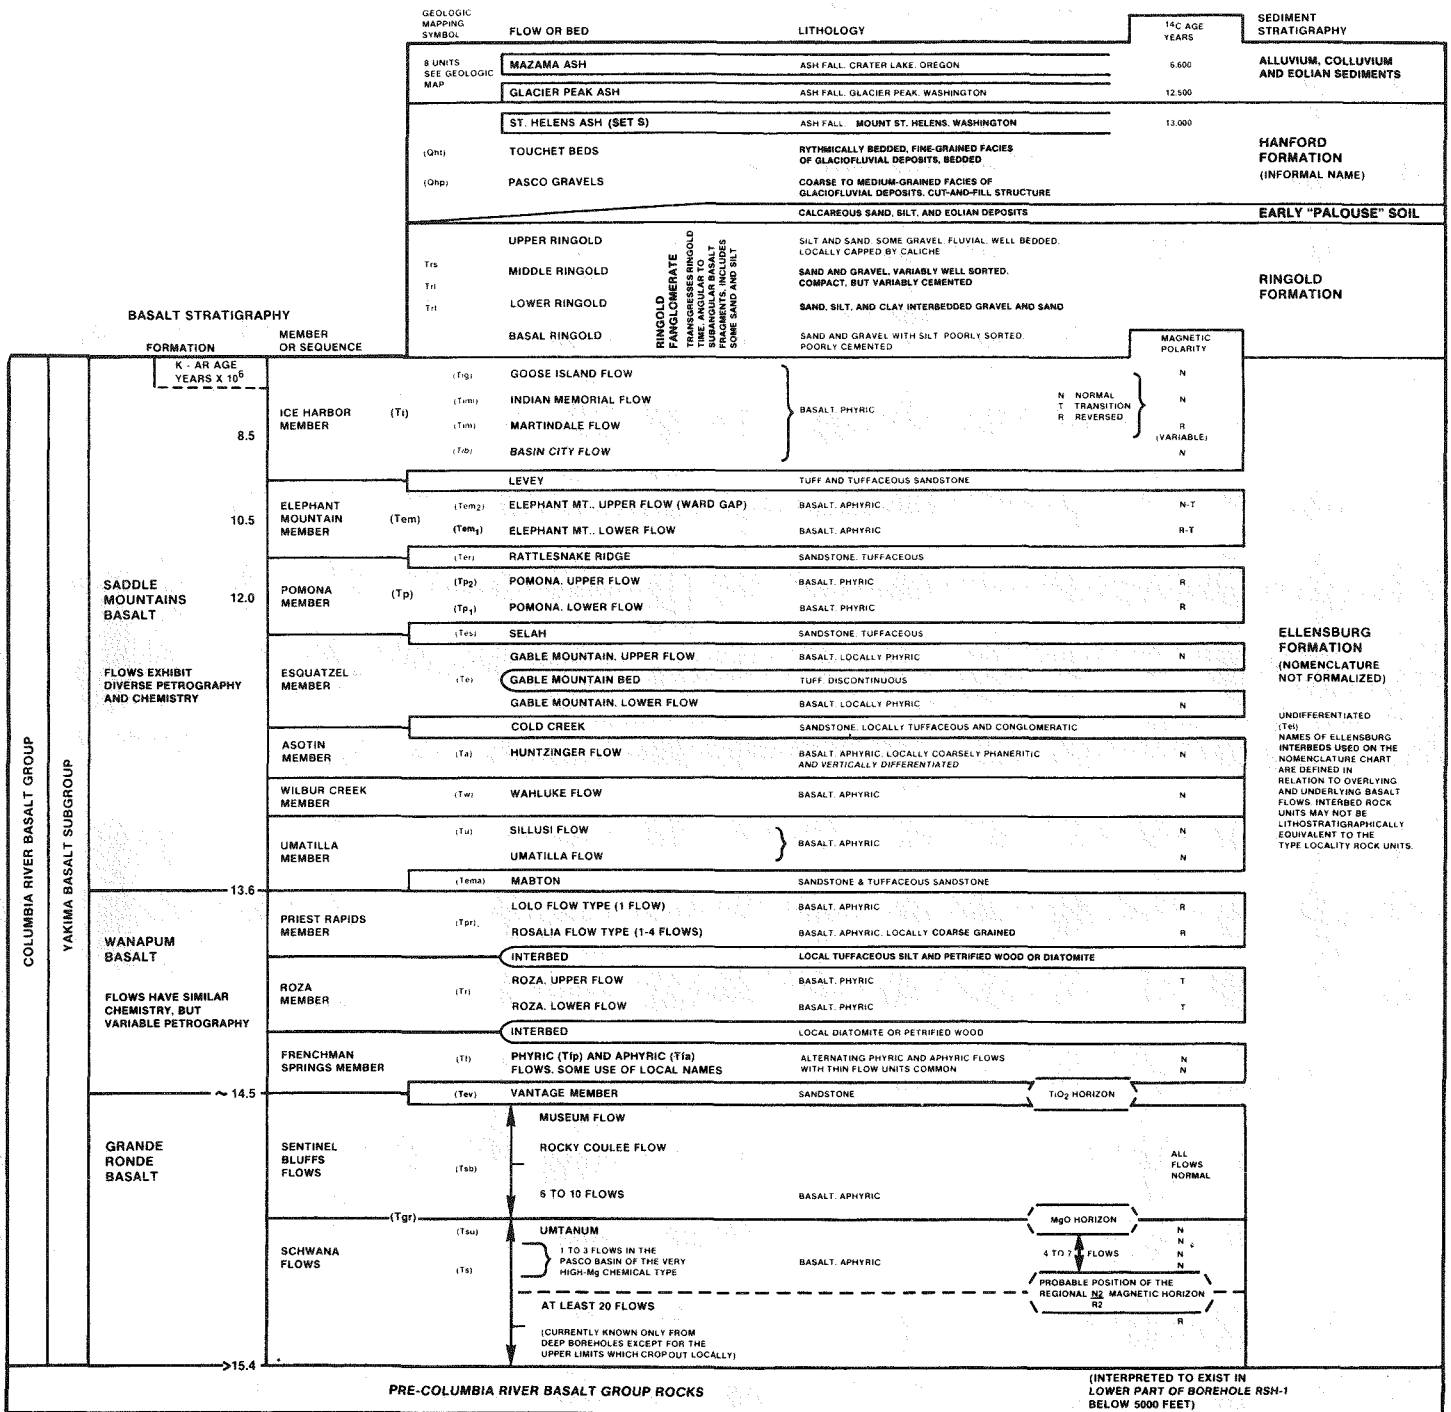 GEOLOGIC
MAPPING
SYMBOL
FLOW OR BED
LITHOLOGY
14C AGE
YEARS
SEDIMENT
STRATIGRAPHY
8 UNITS
SEE GEOLOGIC
MAP
MAZAMA ASH
ASH FALL. CRATER LAKE. OREGON
6.600
ALLUVIUM, COLLUVIUM
AND EOLIAN SEDIMENTS
GLACIER PEAK ASH
ASH FALL. GLACIER PEAK. WASHINGTON
12.500
ST. HELENS ASH (SET S)
ASH FALL. MOUNT ST. HELENS. WASHINGTON
13.000
HANFORD
FORMATION
(INFORMAL NAME)
(Qht)
TOUCHET BEDS
RYTHMICALLY BEDDED, FINE-GRAINED FACIES
OF GLACIOFLUVIAL DEPOSITS, BEDDED
(Qhp)
PASCO GRAVELS
COARSE TO MEDIUM-GRAINED FACIES OF
GLACIOFLUVIAL DEPOSITS. CUT-AND-FILL STRUCTURE
CALCAREOUS SAND, SILT, AND EOLIAN DEPOSITS
EARLY "PALOUSE" SOIL
UPPER RINGOLD
SILT AND SAND. SOME GRAVEL. FLUVIAL. WELL BEDDED.
LOCALLY CAPPED BY CALICHE
Trs
MIDDLE RINGOLD
SAND AND GRAVEL, VARIABLY WELL SORTED.
COMPACT, BUT VARIABLY CEMENTED
RINGOLD
FORMATION
Trl
LOWER RINGOLD
SAND, SILT, AND CLAY INTERBEDDED GRAVEL AND SAND
Trt
BASAL RINGOLD
SAND AND GRAVEL WITH SILT POORLY SORTED.
POORLY CEMENTED
RINGOLD
FANGLOMERATE
TRANSGRESSES RINGOLD
TIME. ANGULAR TO
SUBANGULAR BASALT
FRAGMENTS. INCLUDES
SOME SAND AND SILT
MAGNETIC
POLARITY
BASALT STRATIGRAPHY
FORMATION
MEMBER
OR SEQUENCE
K - AR AGE
YEARS X 10⁶
COLUMBIA RIVER BASALT GROUP
YAKIMA BASALT SUBGROUP
SADDLE
MOUNTAINS
BASALT
FLOWS EXHIBIT
DIVERSE PETROGRAPHY
AND CHEMISTRY
8.5
ICE HARBOR
MEMBER
(Ti)
(Tig)
GOOSE ISLAND FLOW
N
(Timi)
INDIAN MEMORIAL FLOW
N
(Tim)
MARTINDALE FLOW
R
(VARIABLE)
(Tib)
BASIN CITY FLOW
N
BASALT. PHYRIC
N NORMAL
T TRANSITION
R REVERSED
LEVEY
TUFF AND TUFFACEOUS SANDSTONE
10.5
ELEPHANT
MOUNTAIN
MEMBER
(Tem)
(Tem₂)
ELEPHANT MT.. UPPER FLOW (WARD GAP)
BASALT. APHYRIC
N-T
(Tem₁)
ELEPHANT MT.. LOWER FLOW
BASALT. APHYRIC
R-T
(Ter)
RATTLESNAKE RIDGE
SANDSTONE. TUFFACEOUS
12.0
POMONA
MEMBER
(Tp)
(Tp₂)
POMONA. UPPER FLOW
BASALT. PHYRIC
R
(Tp₁)
POMONA. LOWER FLOW
BASALT. PHYRIC
R
(Tes)
SELAH
SANDSTONE. TUFFACEOUS
ESQUATZEL
MEMBER
GABLE MOUNTAIN. UPPER FLOW
BASALT. LOCALLY PHYRIC
N
(Te)
GABLE MOUNTAIN BED
TUFF. DISCONTINUOUS
GABLE MOUNTAIN. LOWER FLOW
BASALT. LOCALLY PHYRIC
N
COLD CREEK
SANDSTONE. LOCALLY TUFFACEOUS AND CONGLOMERATIC
ASOTIN
MEMBER
(Ta)
HUNTZINGER FLOW
BASALT. APHYRIC. LOCALLY COARSELY PHANERITIC
AND VERTICALLY DIFFERENTIATED
N
WILBUR CREEK
MEMBER
(Tw)
WAHLUKE FLOW
BASALT. APHYRIC
N
UMATILLA
MEMBER
(Tu)
SILLUSI FLOW
N
UMATILLA FLOW
N
BASALT. APHYRIC
13.6
(Tema)
MABTON
SANDSTONE & TUFFACEOUS SANDSTONE
ELLENSBURG
FORMATION
(NOMENCLATURE
NOT FORMALIZED)
UNDIFFERENTIATED
(Tel)
NAMES OF ELLENSBURG
INTERBEDS USED ON THE
NOMENCLATURE CHART
ARE DEFINED IN
RELATION TO OVERLYING
AND UNDERLYING BASALT
FLOWS. INTERBED ROCK
UNITS MAY NOT BE
LITHOSTRATIGRAPHICALLY
EQUIVALENT TO THE
TYPE LOCALITY ROCK UNITS.
WANAPUM
BASALT
FLOWS HAVE SIMILAR
CHEMISTRY, BUT
VARIABLE PETROGRAPHY
PRIEST RAPIDS
MEMBER
(Tpr)
LOLO FLOW TYPE (1 FLOW)
BASALT. APHYRIC
R
ROSALIA FLOW TYPE (1-4 FLOWS)
BASALT. APHYRIC. LOCALLY COARSE GRAINED
R
INTERBED
LOCAL TUFFACEOUS SILT AND PETRIFIED WOOD OR DIATOMITE
ROZA
MEMBER
(Tr)
ROZA. UPPER FLOW
BASALT. PHYRIC
T
ROZA. LOWER FLOW
BASALT. PHYRIC
T
INTERBED
LOCAL DIATOMITE OR PETRIFIED WOOD
FRENCHMAN
SPRINGS MEMBER
(Tf)
PHYRIC (Tfp) AND APHYRIC (Tfa)
FLOWS. SOME USE OF LOCAL NAMES
ALTERNATING PHYRIC AND APHYRIC FLOWS
WITH THIN FLOW UNITS COMMON
N
N
~ 14.5
(Tev)
VANTAGE MEMBER
SANDSTONE
TiO₂ HORIZON
GRANDE
RONDE
BASALT
SENTINEL
BLUFFS
FLOWS
(Tsb)
MUSEUM FLOW
ROCKY COULEE FLOW
6 TO 10 FLOWS
BASALT. APHYRIC
ALL
FLOWS
NORMAL
(Tgr)
MgO HORIZON
SCHWANA
FLOWS
(Tsu)
UMTANUM
N
N
N
N
(Ts)
1 TO 3 FLOWS IN THE
PASCO BASIN OF THE VERY
HIGH-Mg CHEMICAL TYPE
BASALT. APHYRIC
4 TO 7 FLOWS
PROBABLE POSITION OF THE
REGIONAL N2 MAGNETIC HORIZON
R2
AT LEAST 20 FLOWS
R
(CURRENTLY KNOWN ONLY FROM
DEEP BOREHOLES EXCEPT FOR THE
UPPER LIMITS WHICH CROP OUT LOCALLY)
>15.4
PRE-COLUMBIA RIVER BASALT GROUP ROCKS
(INTERPRETED TO EXIST IN
LOWER PART OF BOREHOLE RSH-1
BELOW 5000 FEET)